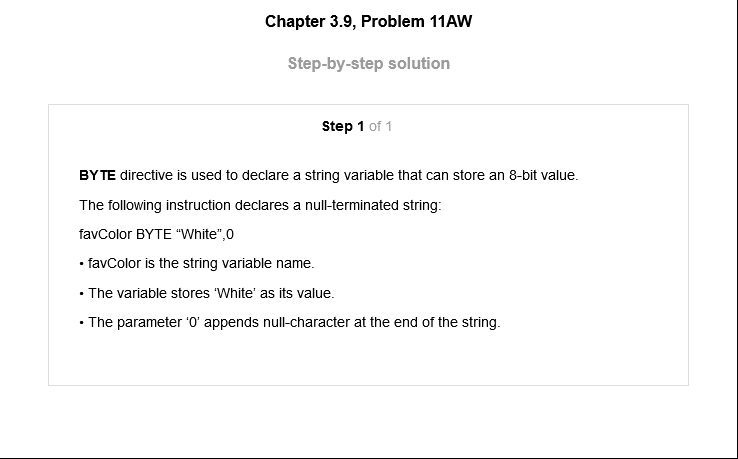 Chapter 3.9, Problem 11AW
Step-by-step solution
Step 1 of 1
BYTE directive is used to declare a string variable that can store an 8-bit value.
The following instruction declares a null-terminated string:
favColor BYTE “White”,0
• favColor is the string variable name.
• The variable stores ‘White’ as its value.
• The parameter ‘0’ appends null-character at the end of the string.